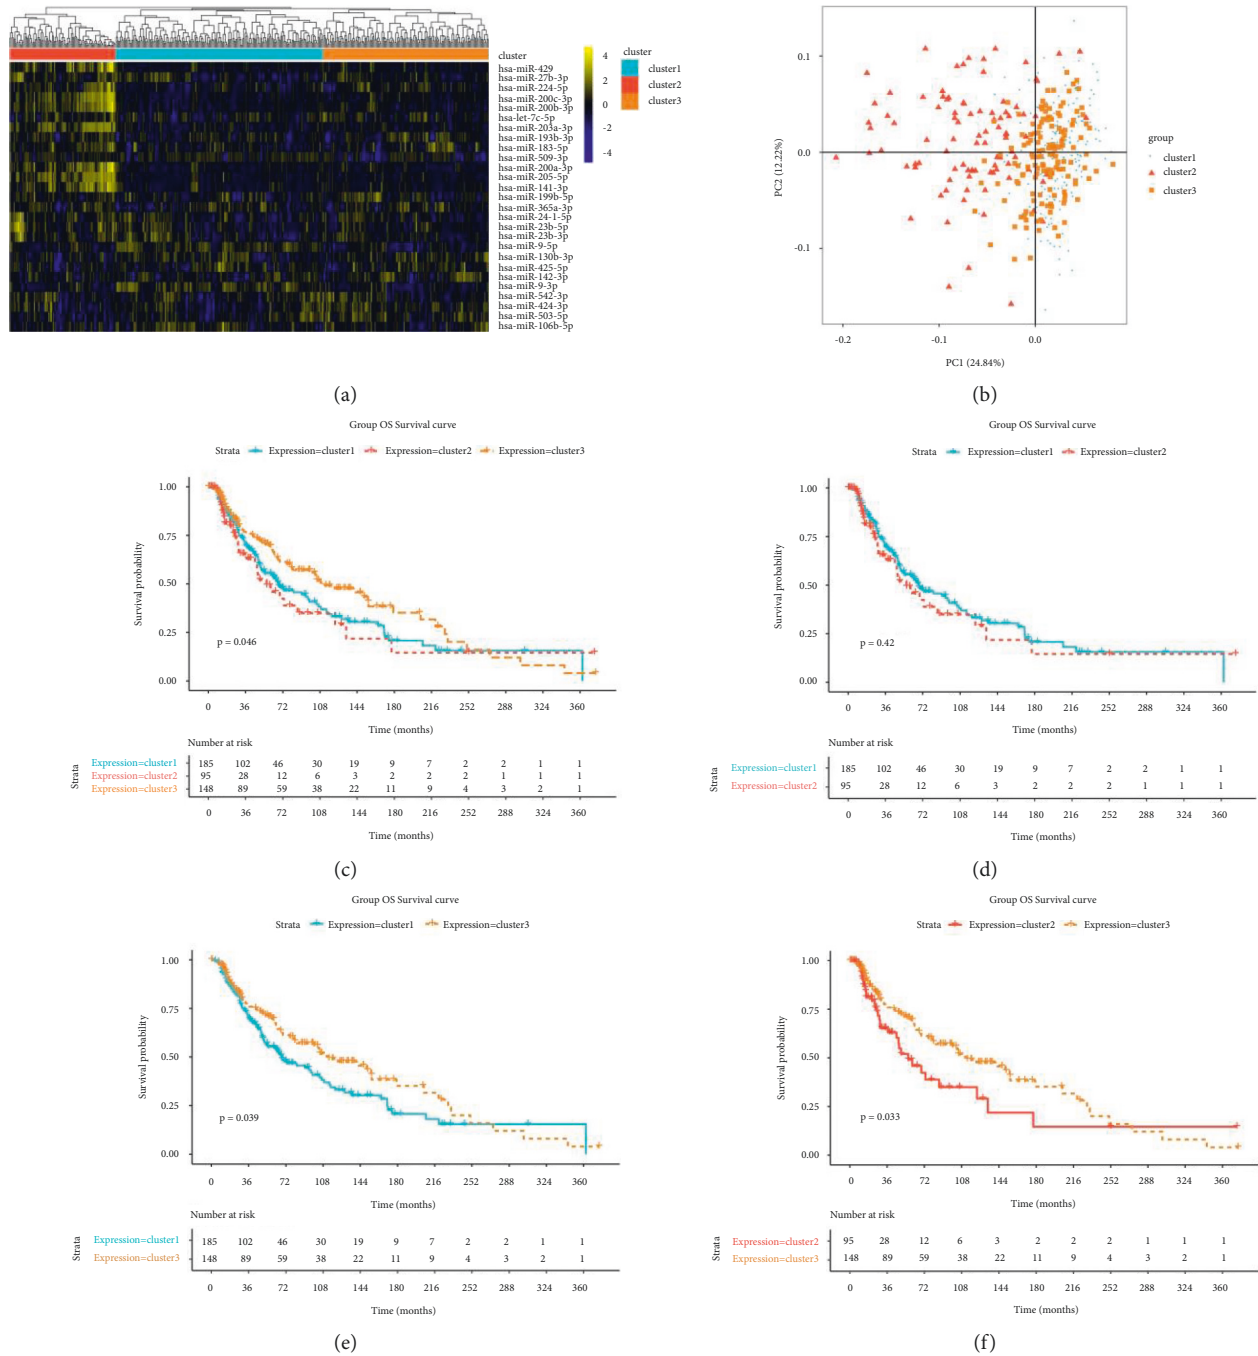 cluster
hsa-miR-429
hsa-miR-27b-3p
hsa-miR-224-5p
hsa-miR-200c-3p
hsa-miR-200b-3p
hsa-let-7c-5p
hsa-miR-203a-3p
hsa-miR-193b-3p
hsa-miR-183-5p
hsa-miR-509-3p
hsa-miR-200a-3p
hsa-miR-205-5p
hsa-miR-141-3p
hsa-miR-199b-5p
hsa-miR-365a-3p
hsa-miR-24-1-5p
hsa-miR-23b-5p
hsa-miR-23b-3p
hsa-miR-9-5p
hsa-miR-130b-3p
hsa-miR-425-5p
hsa-miR-142-3p
hsa-miR-9-3p
hsa-miR-542-3p
hsa-miR-424-3p
hsa-miR-503-5p
hsa-miR-106b-5p
4
2
0
-2
-4
cluster
cluster1
cluster2
cluster3
(a)
PC2 (12.22%)
0.1
0.0
-0.1
-0.2 -0.1 0.0
PC1 (24.84%)
group
cluster1
cluster2
cluster3
(b)
Group OS Survival curve
Strata Expression=cluster1 Expression=cluster2 Expression=cluster3
Survival probability
1.00
0.75
0.50
0.25
0.00
p = 0.046
0 36 72 108 144 180 216 252 288 324 360
Time (months)
Number at risk
Strata
Expression=cluster1 185 102 46 30 19 9 7 2 2 1 1
Expression=cluster2 95 28 12 6 3 2 2 2 1 1 1
Expression=cluster3 148 89 59 38 22 11 9 4 3 2 1
0 36 72 108 144 180 216 252 288 324 360
Time (months)
(c)
Group OS Survival curve
Strata Expression=cluster1 Expression=cluster2
Survival probability
1.00
0.75
0.50
0.25
0.00
p = 0.42
0 36 72 108 144 180 216 252 288 324 360
Time (months)
Number at risk
Strata
Expression=cluster1 185 102 46 30 19 9 7 2 2 1 1
Expression=cluster2 95 28 12 6 3 2 2 2 1 1 1
0 36 72 108 144 180 216 252 288 324 360
Time (months)
(d)
Group OS Survival curve
Strata Expression=cluster1 Expression=cluster3
Survival probability
1.00
0.75
0.50
0.25
0.00
p = 0.039
0 36 72 108 144 180 216 252 288 324 360
Time (months)
Number at risk
Strata
Expression=cluster1 185 102 46 30 19 9 7 2 2 1 1
Expression=cluster3 148 89 59 38 22 11 9 4 3 2 1
0 36 72 108 144 180 216 252 288 324 360
Time (months)
(e)
Group OS Survival curve
Strata Expression=cluster2 Expression=cluster3
Survival probability
1.00
0.75
0.50
0.25
0.00
p = 0.033
0 36 72 108 144 180 216 252 288 324 360
Time (months)
Number at risk
Strata
Expression=cluster2 95 28 12 6 3 2 2 2 1 1 1
Expression=cluster3 148 89 59 38 22 11 9 4 3 2 1
0 36 72 108 144 180 216 252 288 324 360
Time (months)
(f)